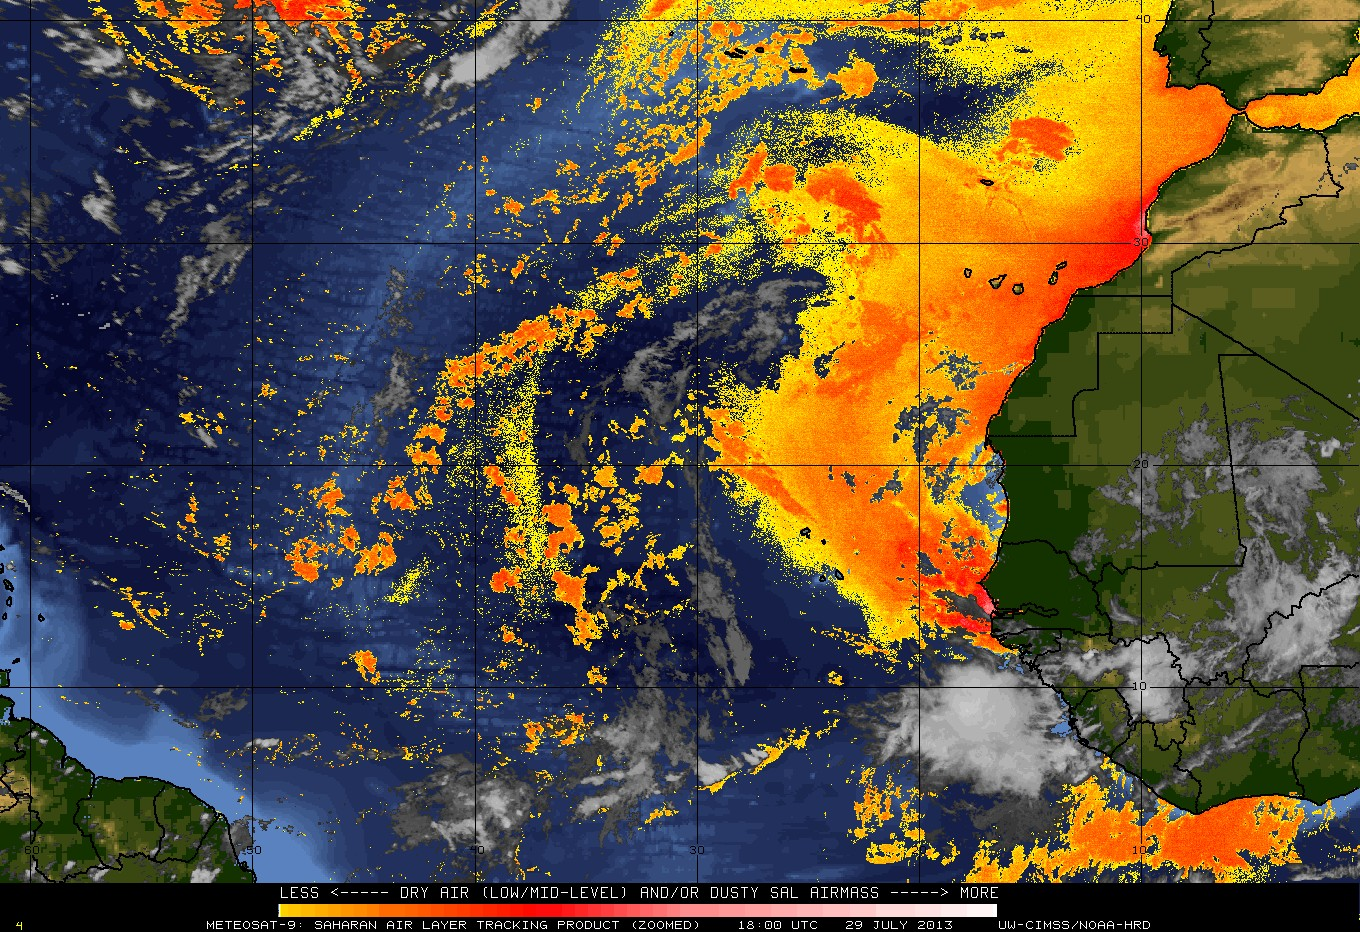 40
30
20
10
60 50 40 30 10
LESS <----- DRY AIR (LOW/MID-LEVEL) AND/OR DUSTY SAL AIRMASS -----> MORE
4 METEOSAT-9: SAHARAN AIR LAYER TRACKING PRODUCT (ZOOMED) 18:00 UTC 29 JULY 2013 UW-CIMSS/NOAA-HRD